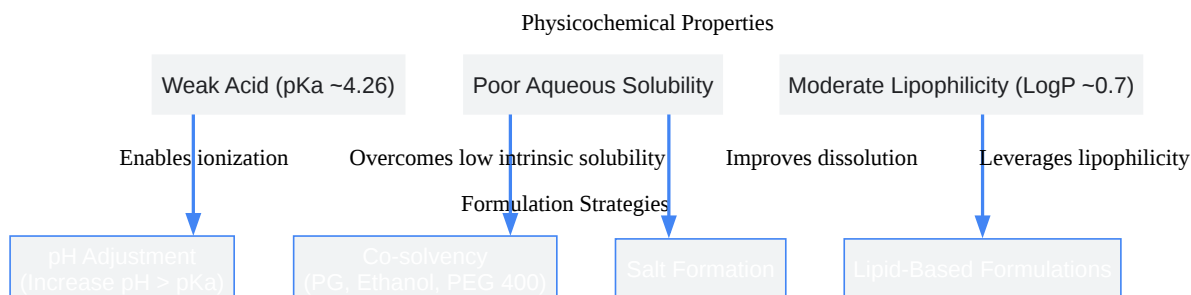 Physicochemical Properties
Weak Acid (pKa ~4.26)
Poor Aqueous Solubility
Moderate Lipophilicity (LogP ~0.7)
Enables ionization
Overcomes low intrinsic solubility
Improves dissolution
Leverages lipophilicity
Formulation Strategies
pH Adjustment
(Increase pH > pKa)
Co-solvency
(PG, Ethanol, PEG 400)
Salt Formation
Lipid-Based Formulations